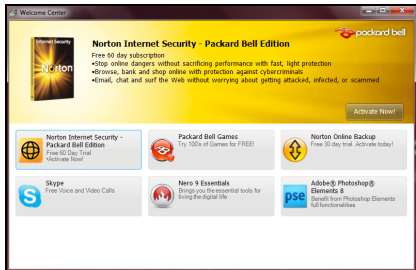 Welcome Center
packard bell
Internet Security
Norton
Norton Internet Security - Packard Bell Edition
Free 60 day subscription
•Stop online dangers without sacrificing performance with fast, light protection
•Browse, bank and shop online with protection against cybercriminals
•Email, chat and surf the Web without worrying about getting attacked, infected, or scammed
Activate Now!
Norton Internet Security -
Packard Bell Edition
Free 60 Day Trial
•Activate Now!
Packard Bell Games
Try 100's of Games for FREE!
Norton Online Backup
Free 30 day trial. Activate today!
Skype
Free Voice and Video Calls
Nero 9 Essentials
Brings you the essential tools for
living the digital life
pse
Adobe® Photoshop®
Elements 8
Benefit from Photoshop Elements
full functionalities